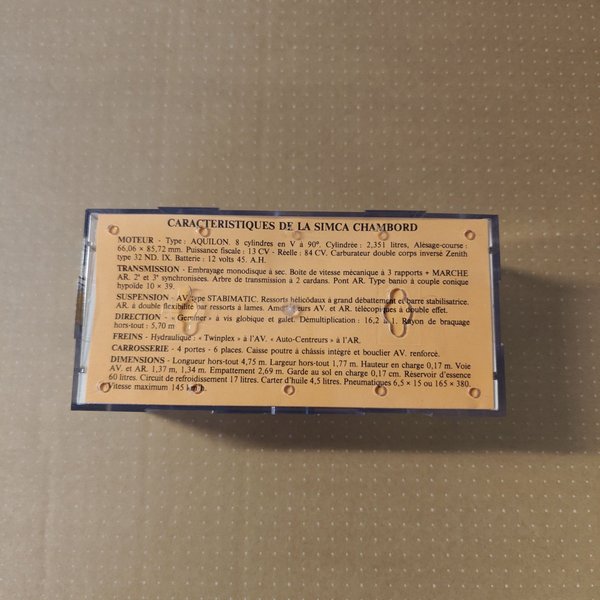 CARACTERISTIQUES DE LA SIMCA CHAMBORD
MOTEUR - Type : AQUILON. 8 cylindres en V à 90°. Cylindrée : 2,351 litres, Alésage-course :
66,06 × 85,72 mm. Puissance fiscale : 13 CV - Réelle : 84 CV. Carburateur double corps inversé Zenith
type 32 ND. IX. Batterie : 12 volts 45. A.H.
TRANSMISSION - Embrayage monodisque à sec. Boîte de vitesse mécanique à 3 rapports + MARCHE
AR. 2e et 3e synchronisées. Arbre de transmission à 2 cardans. Pont AR. Type banjo à couple conique
hypoïde 10 × 39.
SUSPENSION - AV. type STABIMATIC. Ressorts hélicoïdaux à grand débattement et barre stabilisatrice.
AR. à double flexibilité par ressorts à lames. Amortisseurs AV. et AR. télescopiques à double effet.
DIRECTION - « Gemmer » à vis globique et galet. Démultiplication : 16,2 à 1. Rayon de braquage
hors-tout : 5,70 m
FREINS - Hydraulique : « Twinplex » à l'AV. « Auto-Centreurs » à l'AR.
CARROSSERIE - 4 portes - 6 places. Caisse poutre à châssis intégré et bouclier AV. renforcé.
DIMENSIONS - Longueur hors-tout 4,75 m. Largeur hors-tout 1,77 m. Hauteur en charge 0,17 m. Voie
AV. et AR. 1,37 m, 1,34 m. Empattement 2,69 m. Garde au sol en charge 0,17 cm. Réservoir d'essence
60 litres. Circuit de refroidissement 17 litres. Carter d'huile 4,5 litres. Pneumatiques 6,5 × 15 ou 165 × 380.
Vitesse maximum 145 km/h.